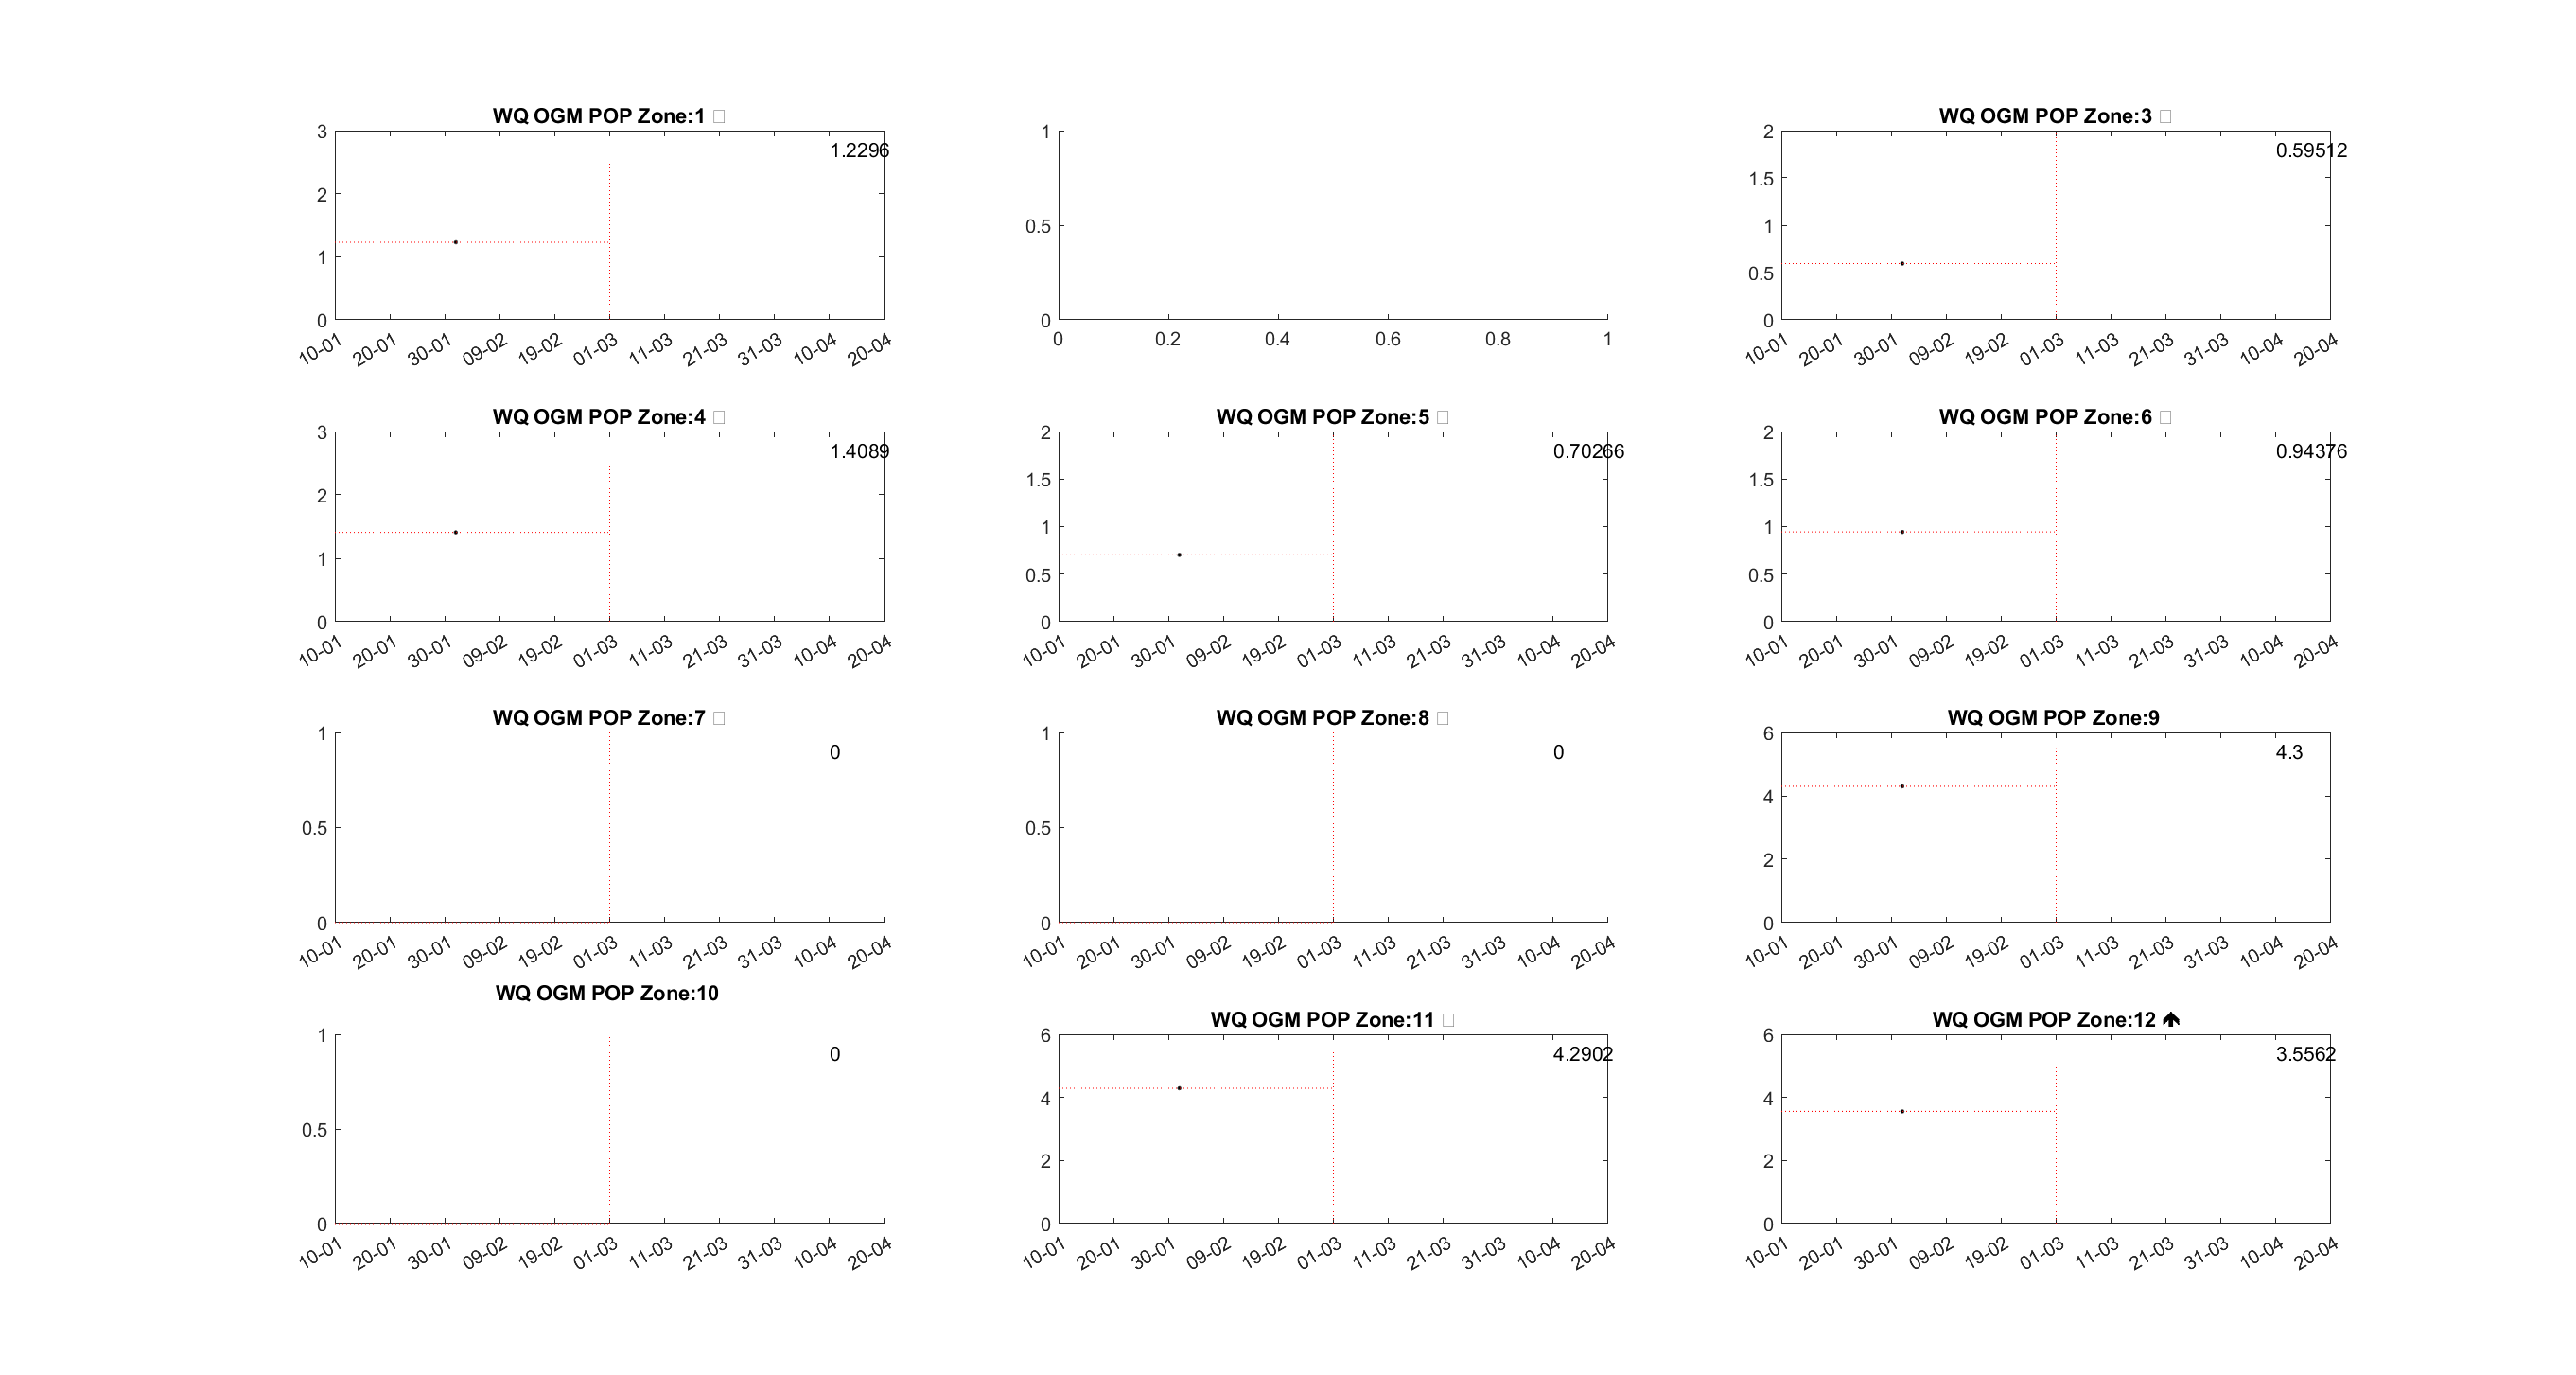 WQ OGM POP Zone:1 □
3
2
1
0
1.2296
10-01 20-01 30-01 09-02 19-02 01-03 11-03 21-03 31-03 10-04 20-04
1
0.5
0
0 0.2 0.4 0.6 0.8 1
WQ OGM POP Zone:3 □
2
1.5
1
0.5
0
0.59512
10-01 20-01 30-01 09-02 19-02 01-03 11-03 21-03 31-03 10-04 20-04
WQ OGM POP Zone:4 □
3
2
1
0
1.4089
10-01 20-01 30-01 09-02 19-02 01-03 11-03 21-03 31-03 10-04 20-04
WQ OGM POP Zone:5 □
2
1.5
1
0.5
0
0.70266
10-01 20-01 30-01 09-02 19-02 01-03 11-03 21-03 31-03 10-04 20-04
WQ OGM POP Zone:6 □
2
1.5
1
0.5
0
0.94376
10-01 20-01 30-01 09-02 19-02 01-03 11-03 21-03 31-03 10-04 20-04
WQ OGM POP Zone:7 □
1
0.5
0
0
10-01 20-01 30-01 09-02 19-02 01-03 11-03 21-03 31-03 10-04 20-04
WQ OGM POP Zone:8 □
1
0.5
0
0
10-01 20-01 30-01 09-02 19-02 01-03 11-03 21-03 31-03 10-04 20-04
WQ OGM POP Zone:9
6
4
2
0
4.3
10-01 20-01 30-01 09-02 19-02 01-03 11-03 21-03 31-03 10-04 20-04
WQ OGM POP Zone:10
1
0.5
0
0
10-01 20-01 30-01 09-02 19-02 01-03 11-03 21-03 31-03 10-04 20-04
WQ OGM POP Zone:11 □
6
4
2
0
4.2902
10-01 20-01 30-01 09-02 19-02 01-03 11-03 21-03 31-03 10-04 20-04
WQ OGM POP Zone:12 🡹
6
4
2
0
3.5562
10-01 20-01 30-01 09-02 19-02 01-03 11-03 21-03 31-03 10-04 20-04